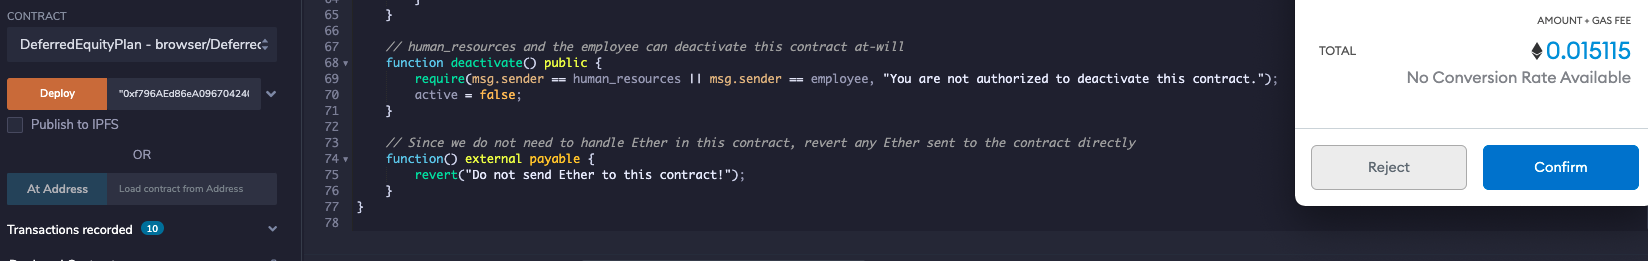 CONTRACT
DeferredEquityPlan - browser/Deferre
Deploy
"0xf796AEd86eA09670424
Publish to IPFS
OR
At Address
Load contract from Address
Transactions recorded 10
65 }
66
67 // human_resources and the employee can deactivate this contract at-will
68 function deactivate() public {
69 require(msg.sender == human_resources || msg.sender == employee, "You are not authorized to deactivate this contract.");
70 active = false;
71 }
72
73 // Since we do not need to handle Ether in this contract, revert any Ether sent to the contract directly
74 function() external payable {
75 revert("Do not send Ether to this contract!");
76 }
77 }
78
AMOUNT + GAS FEE
TOTAL
0.015115
No Conversion Rate Available
Reject
Confirm